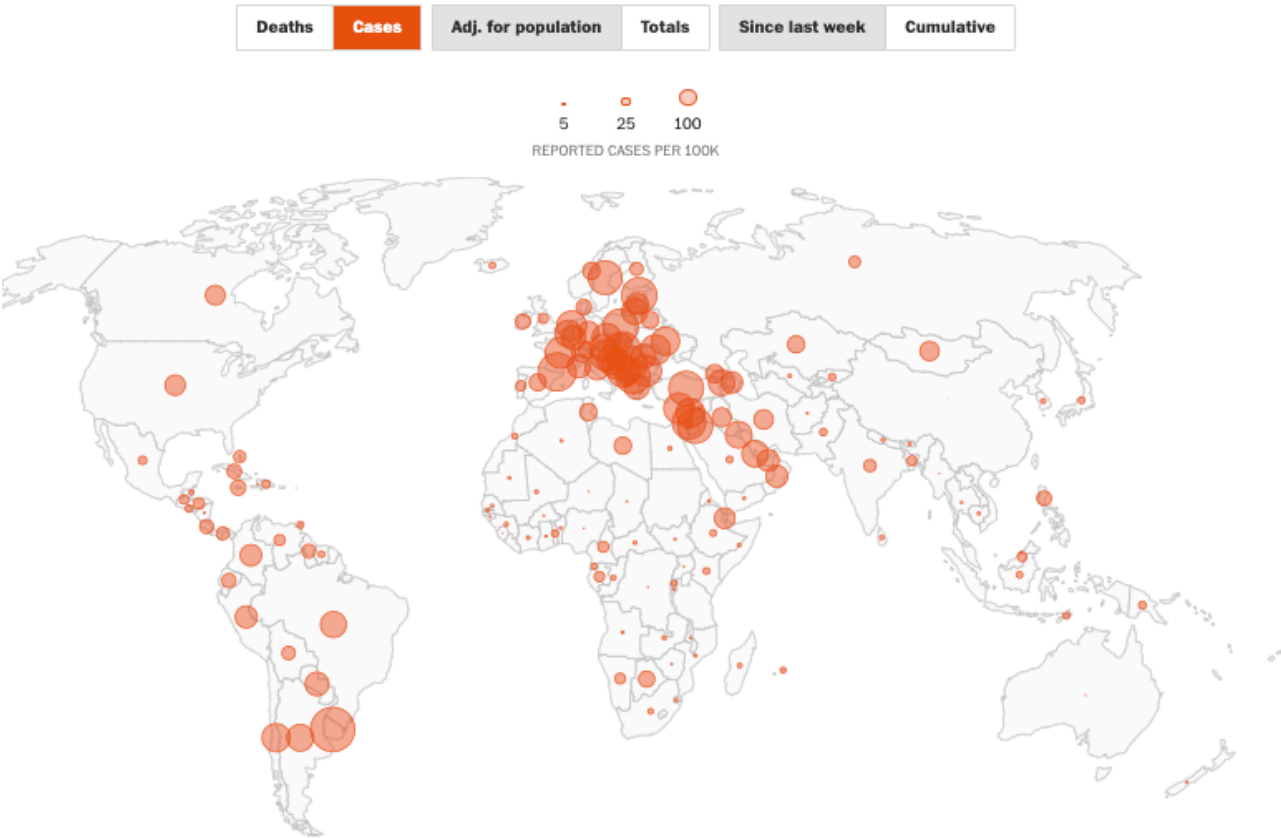 Deaths Cases Adj. for population Totals Since last week Cumulative
5 25 100
REPORTED CASES PER 100K